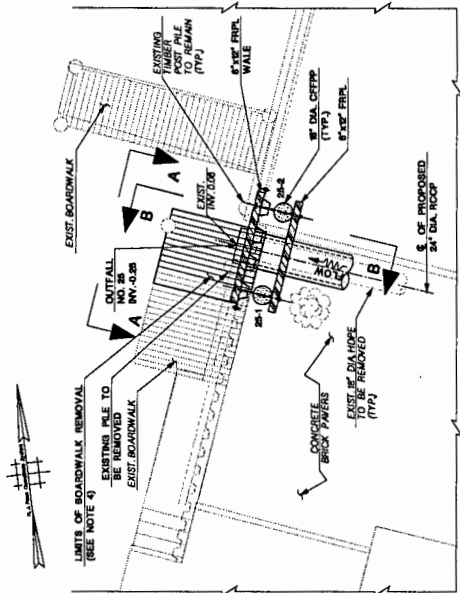 EXISTING
TIMBER
POST PILE
TO REMAIN
(TYP.)
8"x12" FRPL
WALE
18" DIA. CFFPP
(TYP.)
8"x12" FRPL
EXIST. BOARDWALK
A
A
B
B
EXIST.
INV. 0.06
OUTFALL
NO. 25
INV.-0.25
25-2
25-1
FLOW
℄ OF PROPOSED
24" DIA. RCCP
LIMITS OF BOARDWALK REMOVAL
(SEE NOTE 4)
EXISTING PILE TO
BE REMOVED
EXIST. BOARDWALK
CONCRETE
BRICK PAVERS
EXIST. 18" DIA HDPE
TO BE REMOVED
(TYP.)